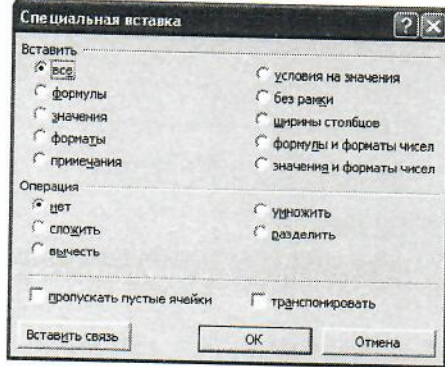 Специальная вставка
Вставить
все
формулы
значения
форматы
примечания
условия на значения
без рамки
ширины столбцов
формулы и форматы чисел
значения и форматы чисел
Операция
нет
сложить
вычесть
умножить
разделить
пропускать пустые ячейки
транспонировать
Вставить связь
ОК
Отмена